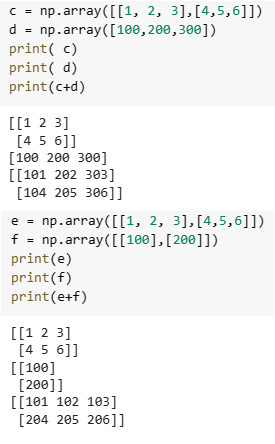 c = np.array([[1, 2, 3],[4,5,6]])
d = np.array([100,200,300])
print( c)
print( d)
print(c+d)
[[1 2 3]
 [4 5 6]]
[100 200 300]
[[101 202 303]
 [104 205 306]]
e = np.array([[1, 2, 3],[4,5,6]])
f = np.array([[100],[200]])
print(e)
print(f)
print(e+f)
[[1 2 3]
 [4 5 6]]
[[100]
 [200]]
[[101 102 103]
 [204 205 206]]